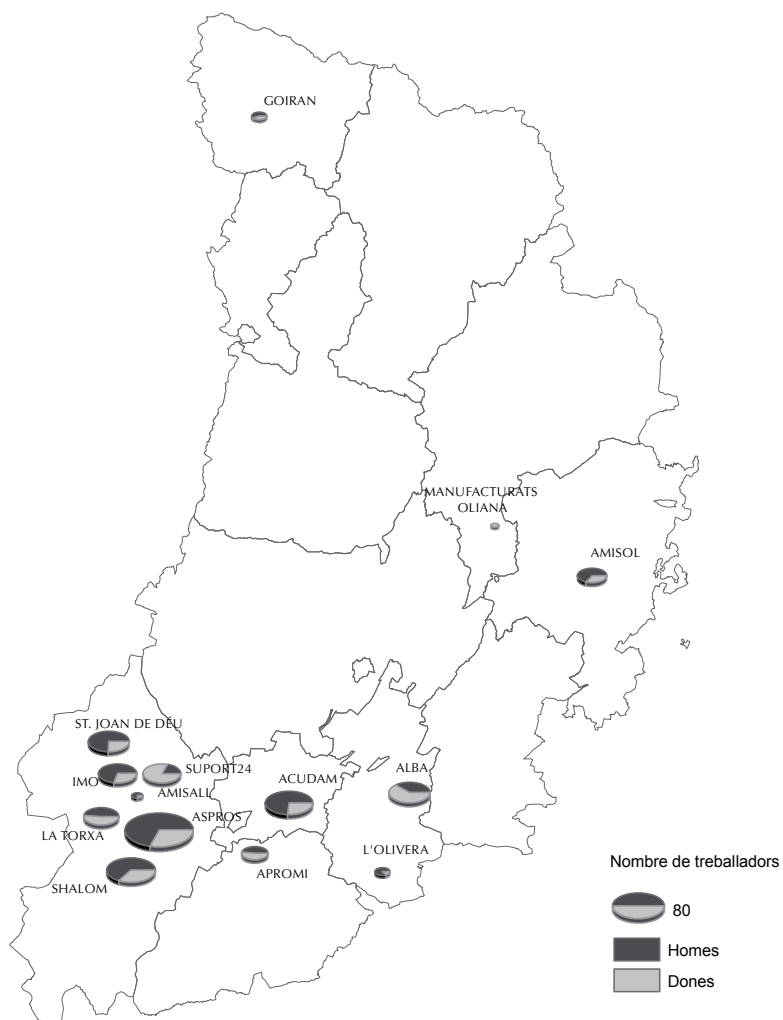 GOIRAN
MANUFACTURATS
OLIANA
AMISOL
ST. JOAN DE DÉU
SUPORT24
IMO
AMISALL
ACUDAM
ALBA
ASPROS
LA TORXA
L'OLIVERA
APROMI
SHALOM
Nombre de treballadors
80
Homes
Dones